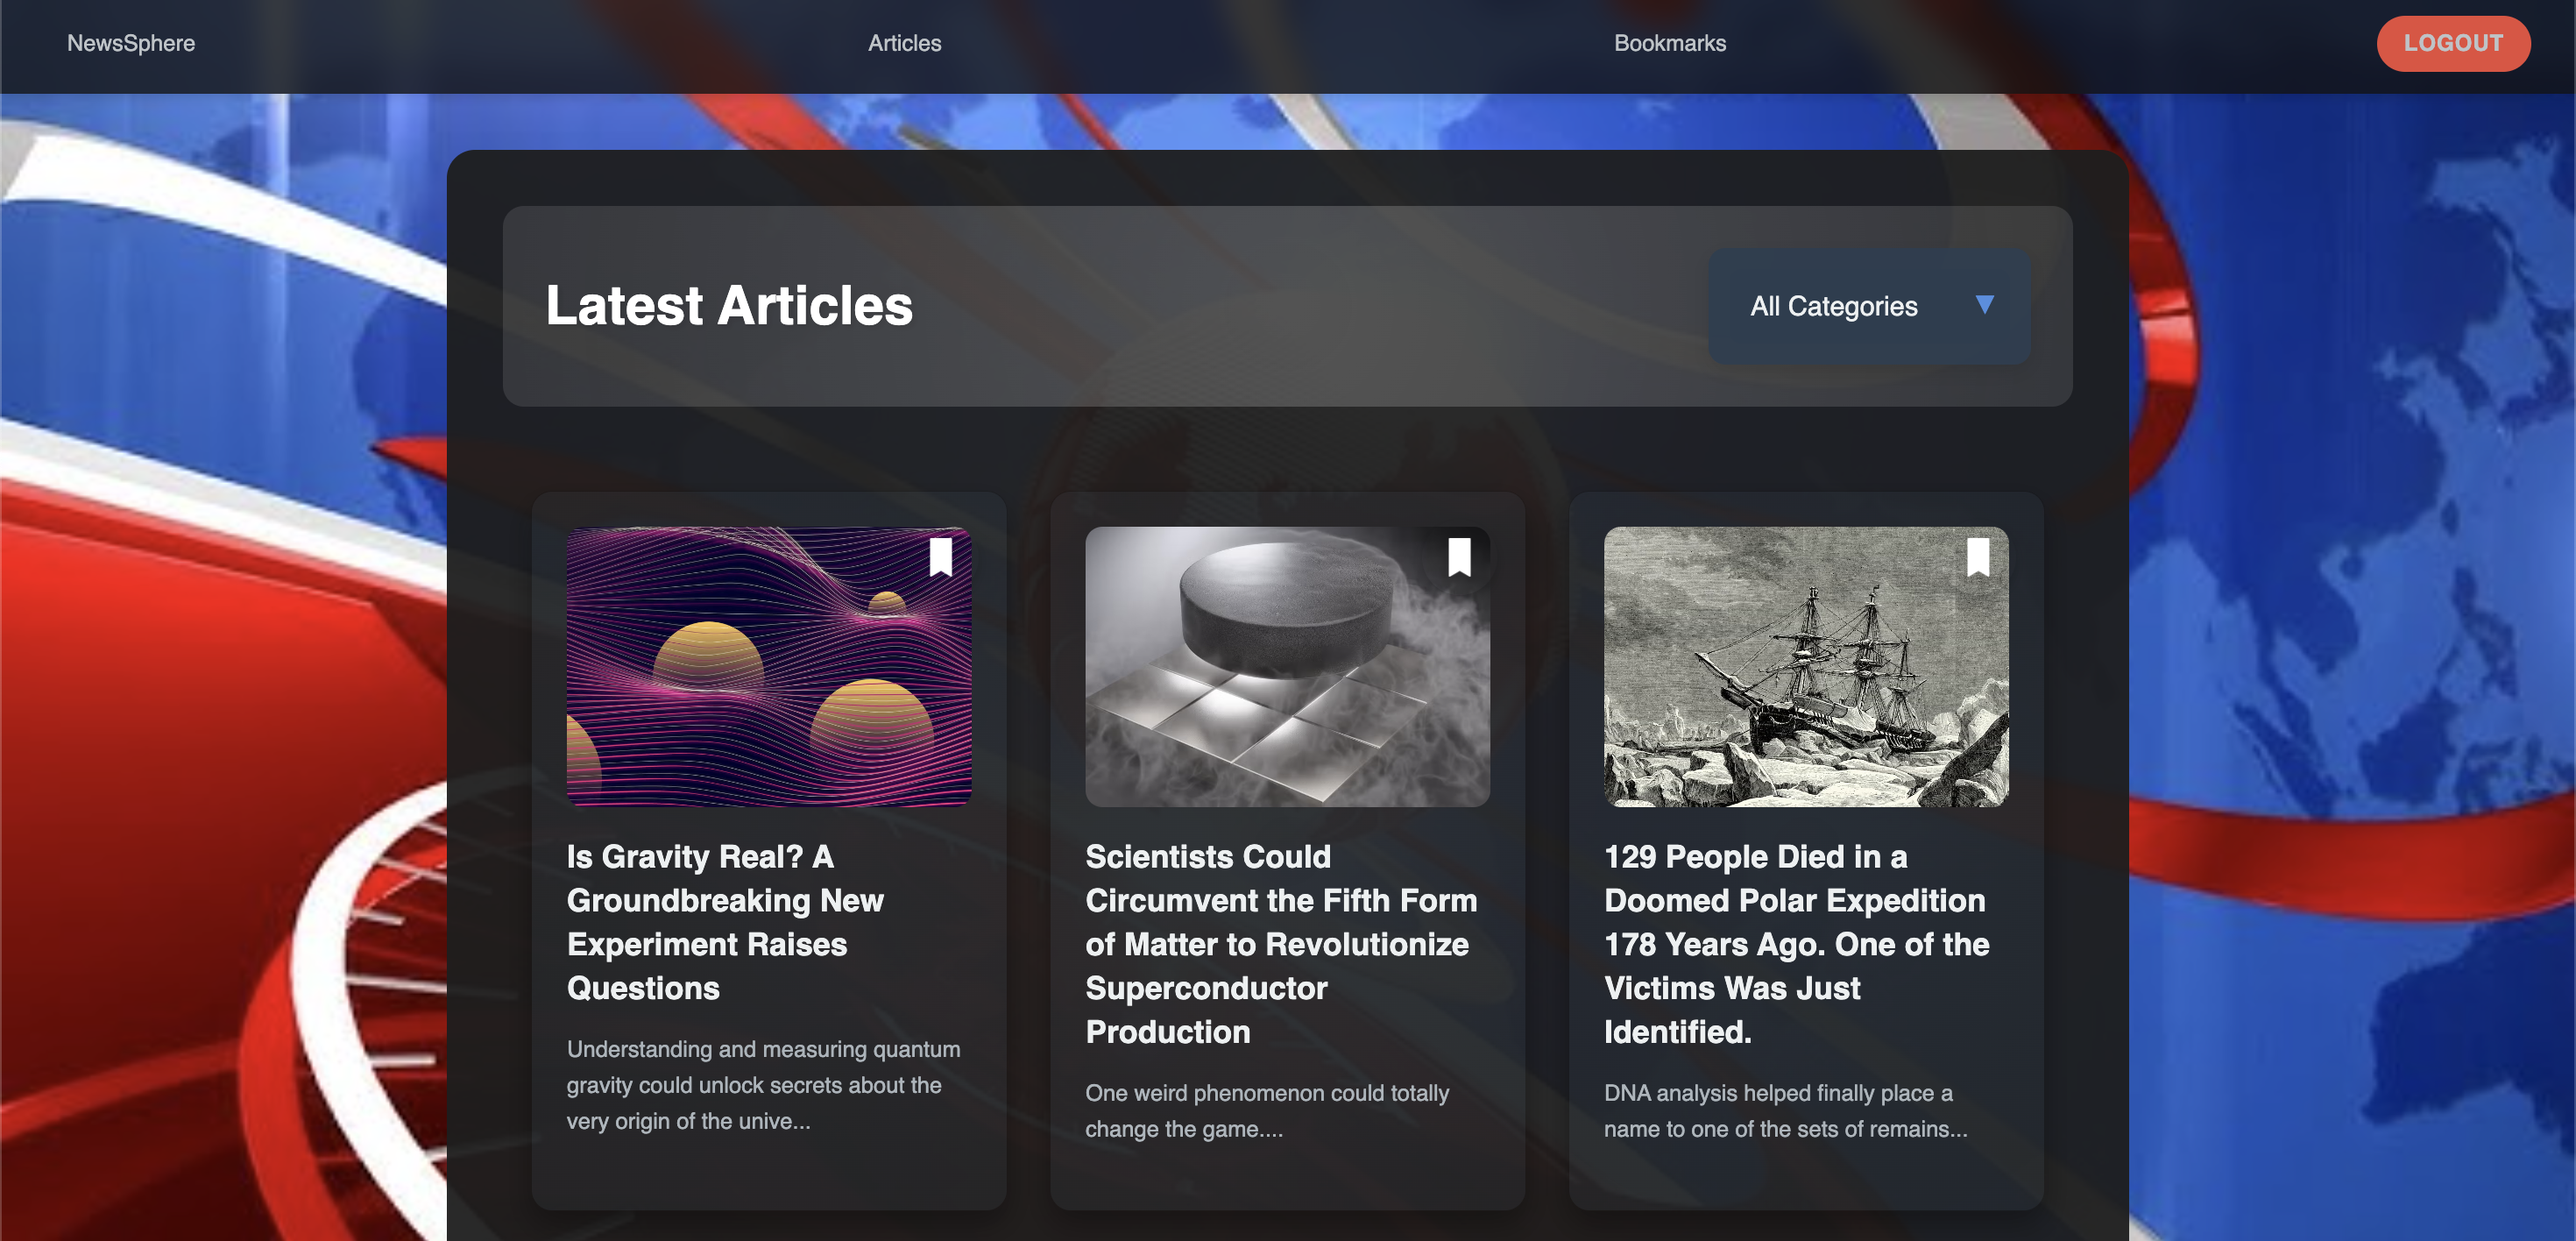 NewsSphere
Articles
Bookmarks
LOGOUT
Latest Articles
All Categories
Is Gravity Real? A
Groundbreaking New
Experiment Raises
Questions
Understanding and measuring quantum
gravity could unlock secrets about the
very origin of the unive...
Scientists Could
Circumvent the Fifth Form
of Matter to Revolutionize
Superconductor
Production
One weird phenomenon could totally
change the game....
129 People Died in a
Doomed Polar Expedition
178 Years Ago. One of the
Victims Was Just
Identified.
DNA analysis helped finally place a
name to one of the sets of remains...